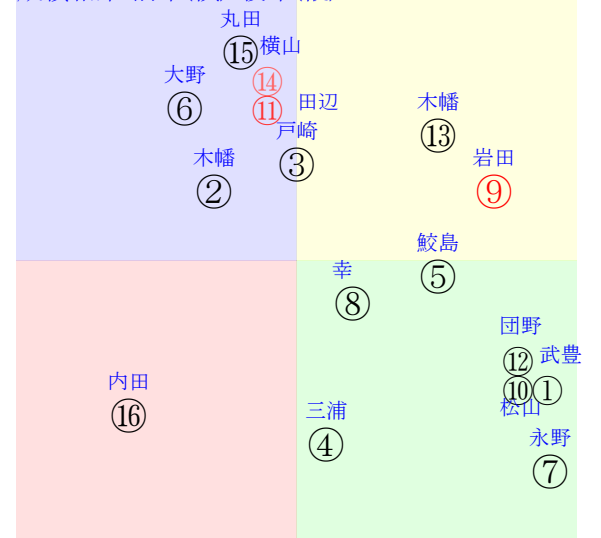 丸田
⑮
横山
大野
⑭
⑥
⑪
田辺
木幡
戸崎
⑬
③
木幡
岩田
②
⑨
鮫島
幸
⑤
⑧
団野
⑫
武豊
内田
⑩
①
⑯
三浦
松山
④
永野
⑦